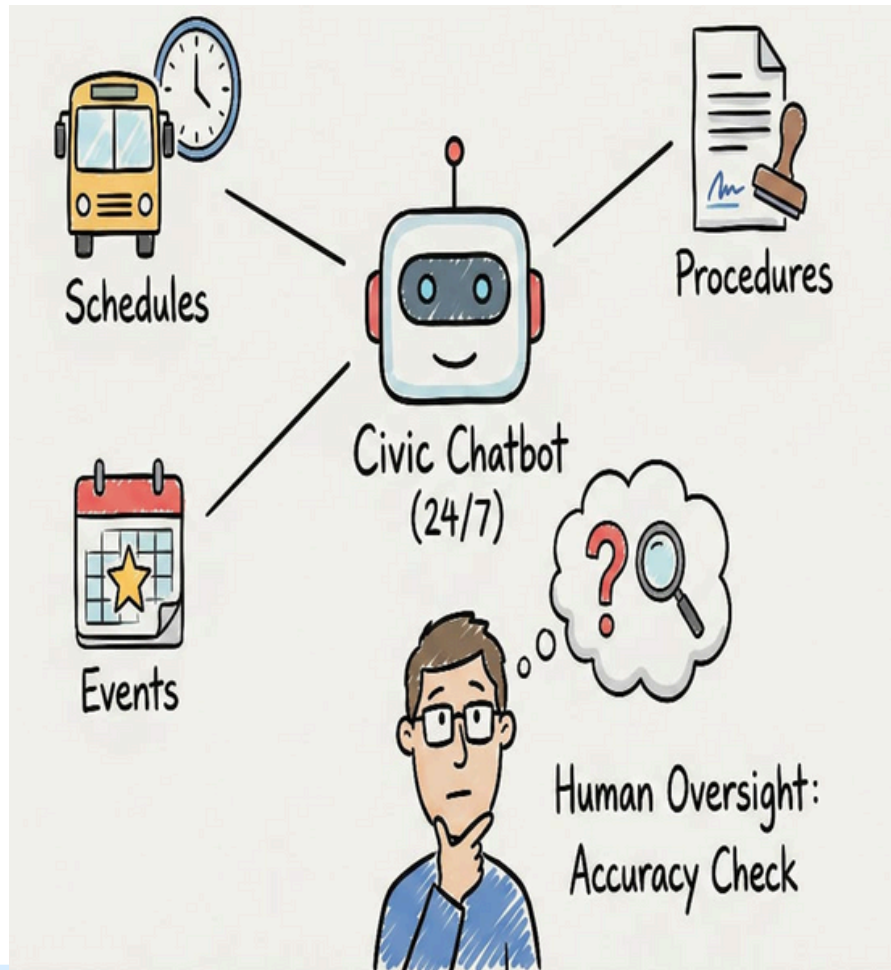 Schedules
Procedures
Civic Chatbot
(24/7)
Events
Human Oversight:
Accuracy Check